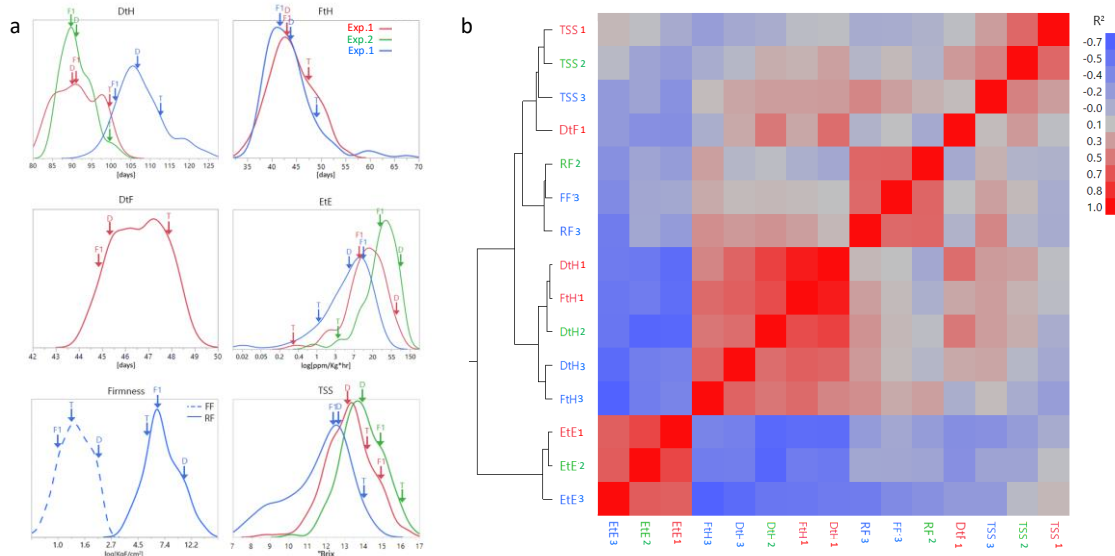 a
DtH
F1
D
F1
D
F1
T
T
T
80 85 90 95 100 105 110 115 120 125
[days]
FtH
F1
D
F1
D
T
T
Exp.1
Exp.2
Exp.1
35 40 45 50 55 60 65 70
[days]
DtF
D
T
F1
42 43 44 45 46 47 48 49 50
[days]
EtE
F1
F1
F1
D
D
D
T
T
T
0.02 0.05 0.2 0.4 1 3 7 20 55 150
log[ppm/Kg*hr]
Firmness
FF
RF
T
F1
D
F1
T
D
1.0 1.6 2.7 4.5 7.4 12.2
log[KgF/cm²]
TSS
D
D
F1
D
T
F1
F1
T
T
7 8 9 10 11 12 13 14 15 16 17
°Brix
b
TSS 1
TSS 2
TSS 3
DtF 1
RF 2
FF 3
RF 3
DtH 1
FtH 1
DtH 2
DtH 3
FtH 3
EtE 1
EtE 2
EtE 3
EtE 3
EtE 2
EtE 1
FtH 3
DtH 3
DtH 2
FtH 1
DtH 1
RF 3
FF 3
RF 2
DtF 1
TSS 3
TSS 2
TSS 1
R²
-0.7
-0.5
-0.4
-0.2
-0.0
0.1
0.3
0.5
0.7
0.8
1.0